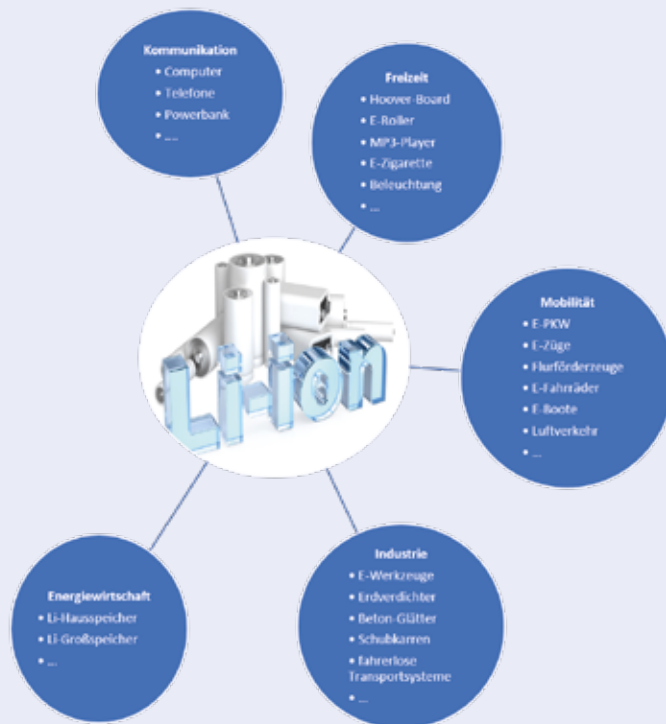 Kommunikation
• Computer
• Telefone
• Powerbank
• ....
Freizeit
• Hoover-Board
• E-Roller
• MP3-Player
• E-Zigarette
• Beleuchtung
• ...
Li-ion
Mobilität
• E-PKW
• E-Züge
• Flurförderzeuge
• E-Fahrräder
• E-Boote
• Luftverkehr
• ...
Energiewirtschaft
• Li-Hausspeicher
• Li-Großspeicher
• ...
Industrie
• E-Werkzeuge
• Erdverdichter
• Beton-Glätter
• Schubkarren
• fahrerlose
Transportsysteme
• ...